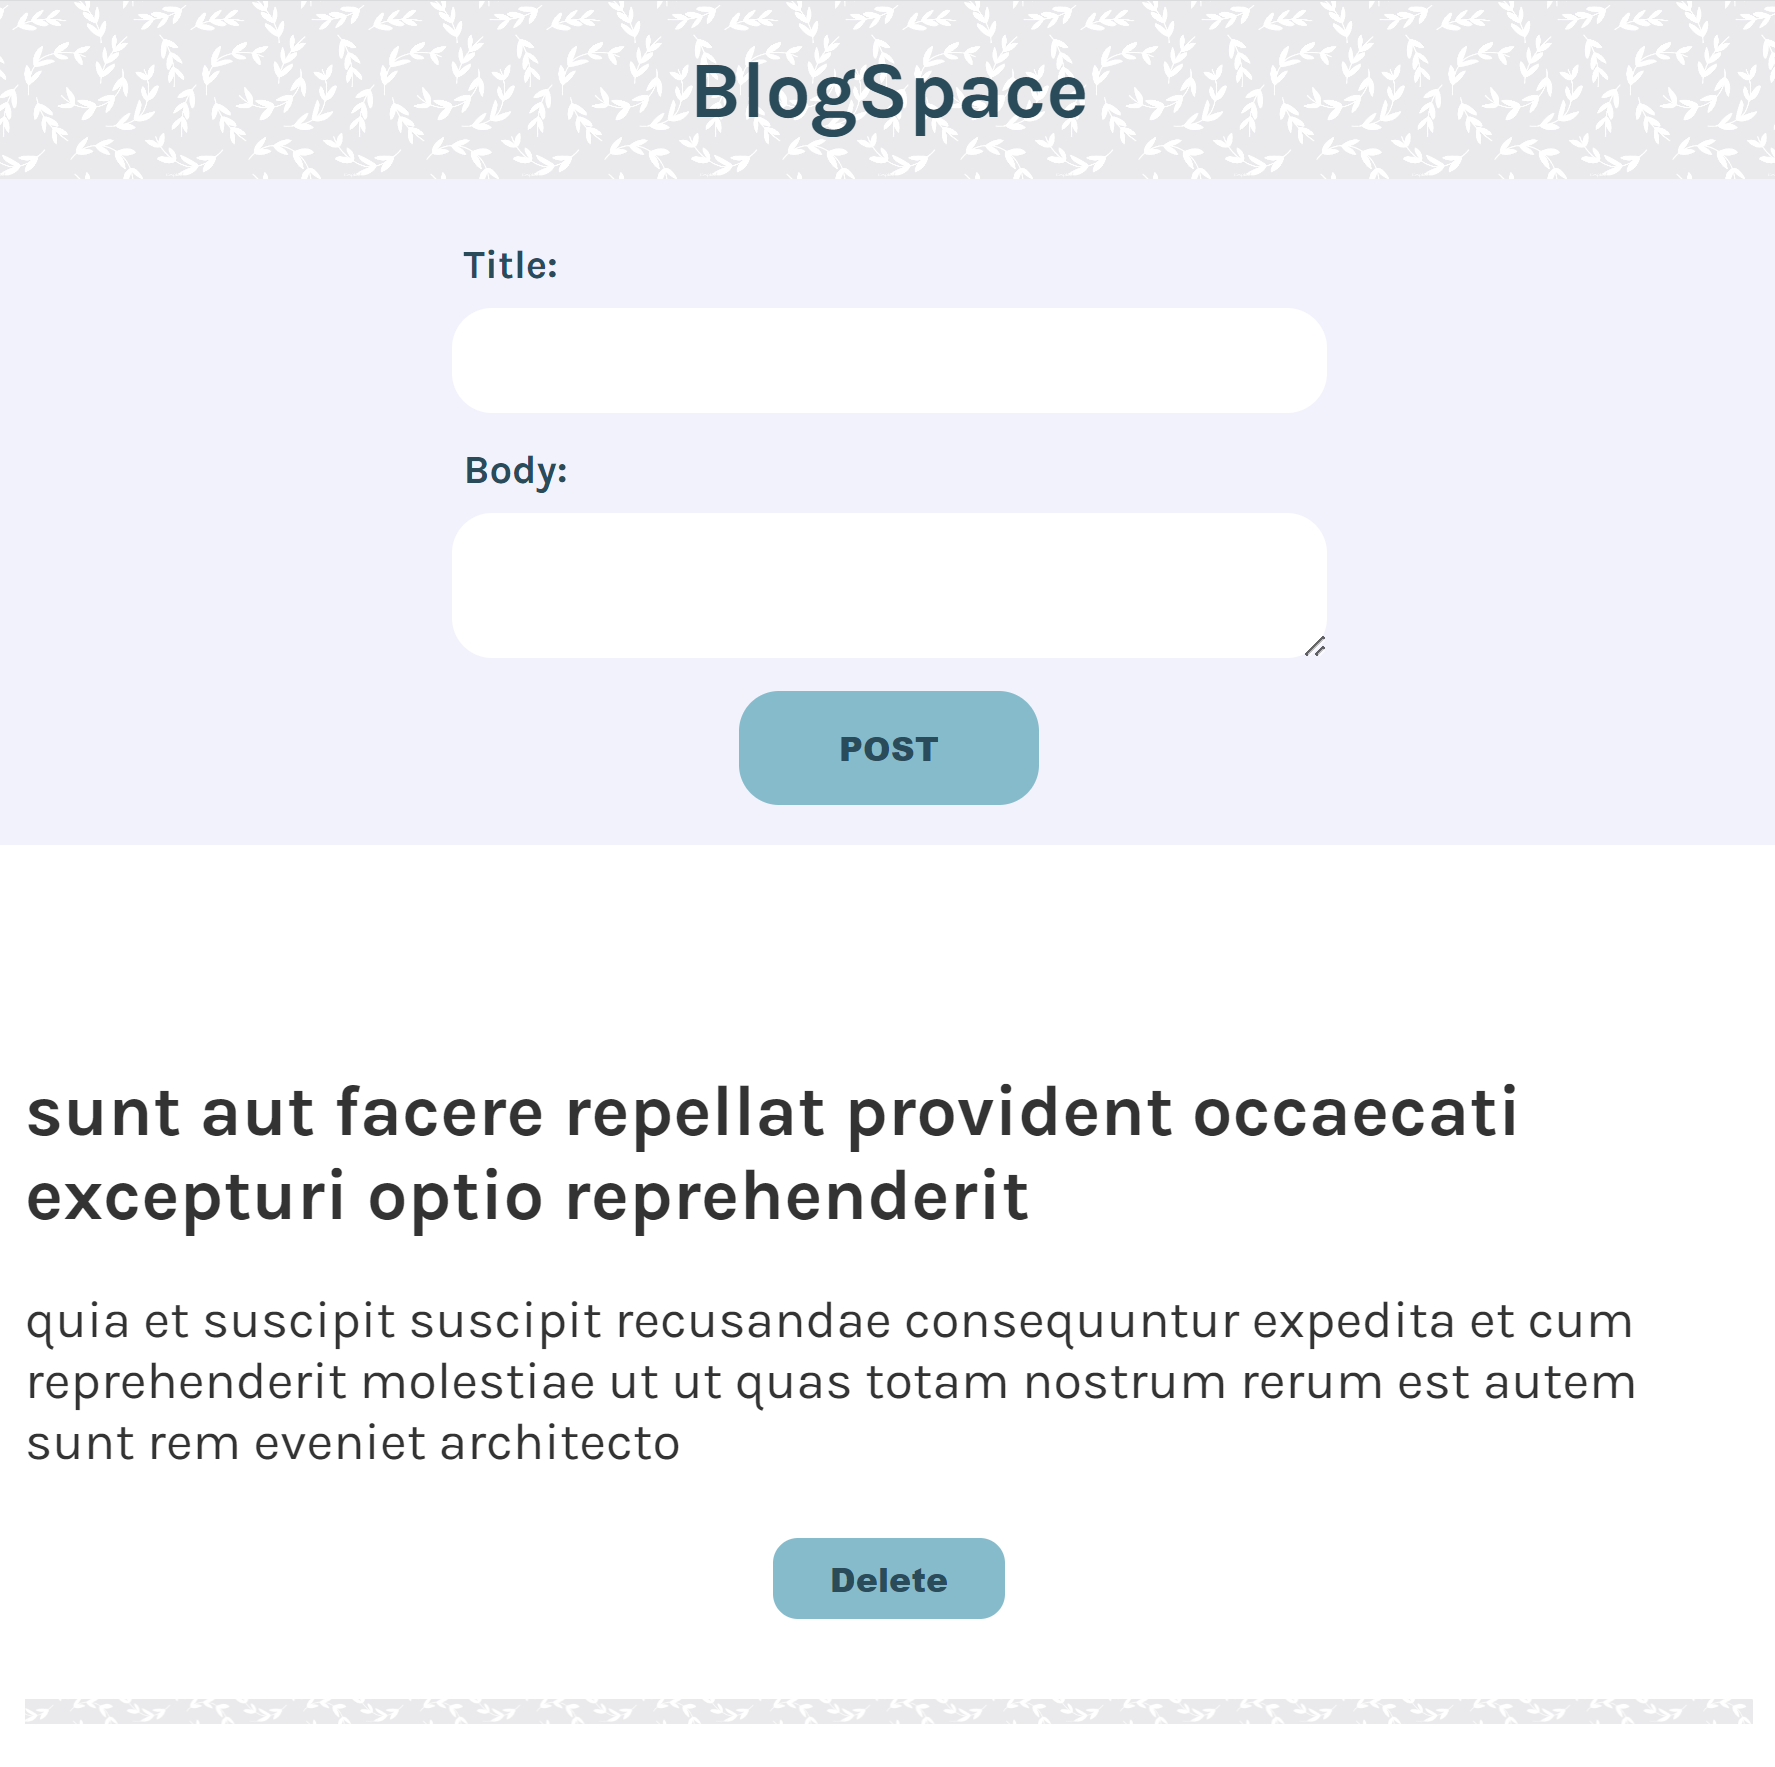 BlogSpace
Title:
Body:
POST
sunt aut facere repellat provident occaecati
excepturi optio reprehenderit
quia et suscipit suscipit recusandae consequuntur expedita et cum
reprehenderit molestiae ut ut quas totam nostrum rerum est autem
sunt rem eveniet architecto
Delete